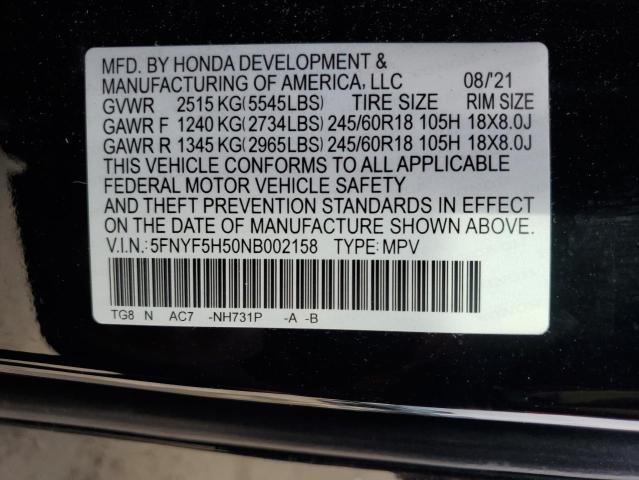 MFD. BY HONDA DEVELOPMENT &
MANUFACTURING OF AMERICA, LLC 08/'21
GVWR 2515 KG(5545LBS) TIRE SIZE RIM SIZE
GAWR F 1240 KG(2734LBS) 245/60R18 105H 18X8.0J
GAWR R 1345 KG(2965LBS) 245/60R18 105H 18X8.0J
THIS VEHICLE CONFORMS TO ALL APPLICABLE
FEDERAL MOTOR VEHICLE SAFETY
AND THEFT PREVENTION STANDARDS IN EFFECT
ON THE DATE OF MANUFACTURE SHOWN ABOVE.
V.I.N.: 5FNYF5H50NB002158 TYPE: MPV
TG8 N AC7 -NH731P -A -B